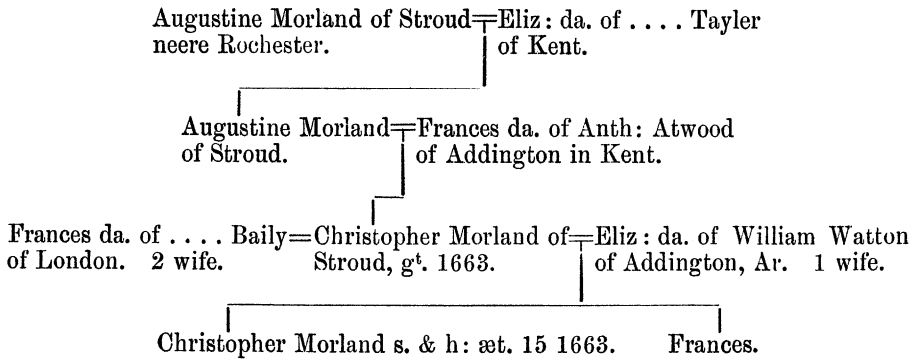 Augustine Morland of Stroud=Eliz : da. of . . . . Tayler
neere Rochester. of Kent.
Augustine Morland=Frances da. of Anth: Atwood
of Stroud. of Addington in Kent.
Frances da. of . . . . Baily=Christopher Morland of=Eliz : da. of William Watton
of London. 2 wife. Stroud, gᵗ. 1663. of Addington, Ar. 1 wife.
Christopher Morland s. & h: æt. 15 1663. Frances.